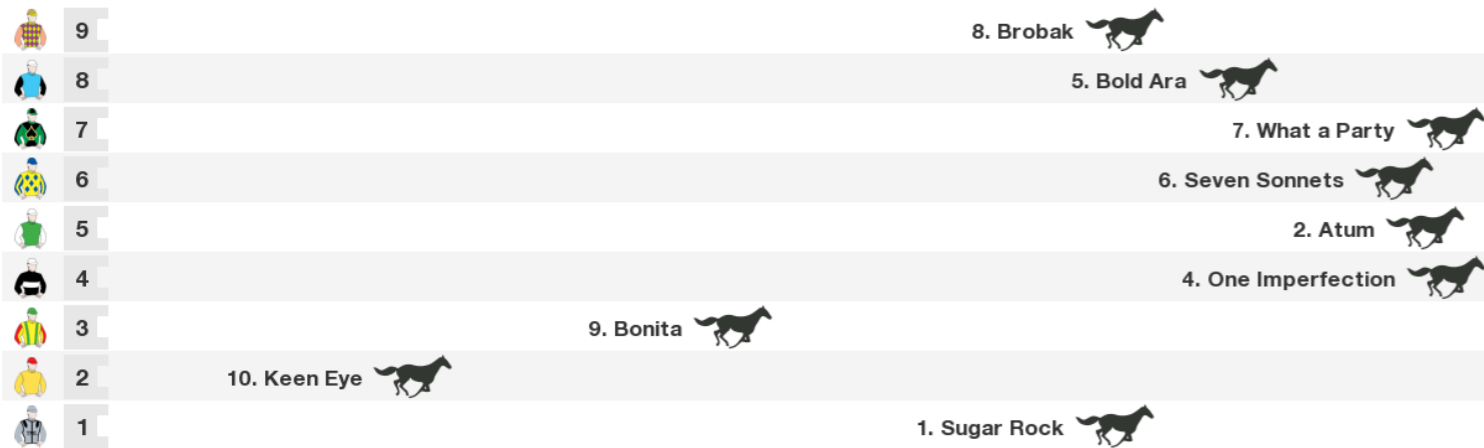 9 8. Brobak
8 5. Bold Ara
7 7. What a Party
6 6. Seven Sonnets
5 2. Atum
4 4. One Imperfection
3 9. Bonita
2 10. Keen Eye
1 1. Sugar Rock